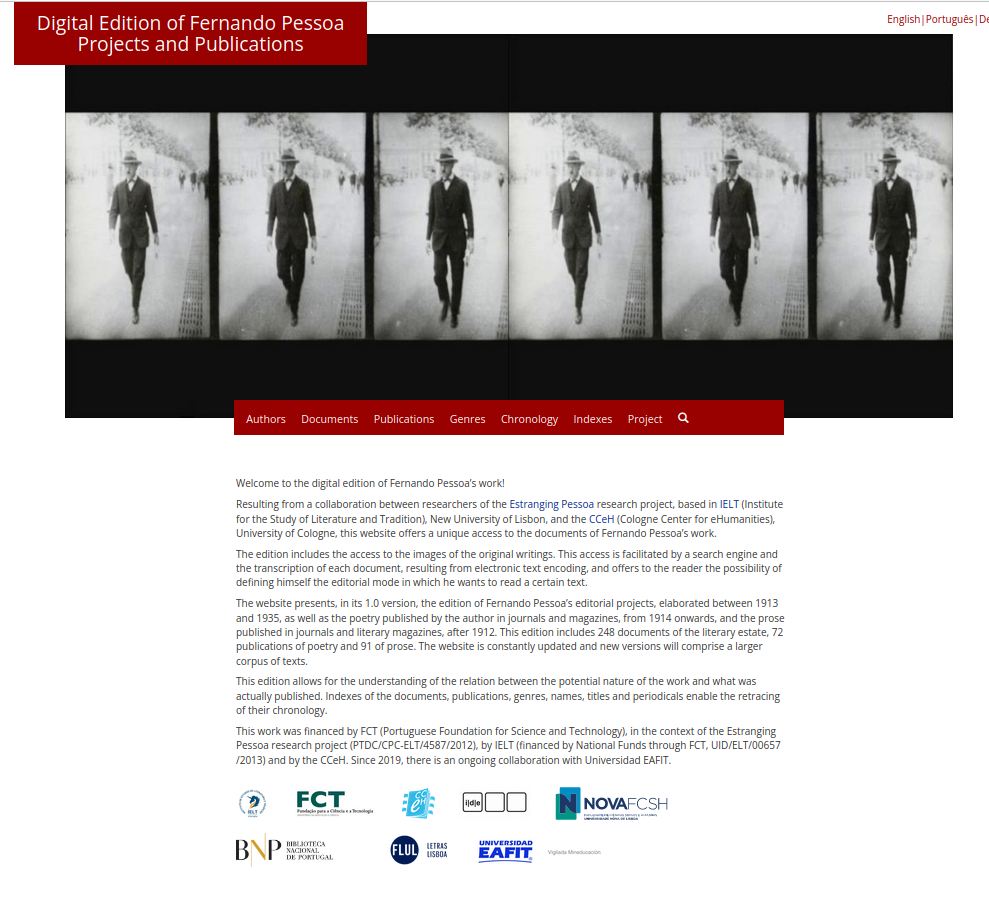 Digital Edition of Fernando Pessoa
Projects and Publications
English|Português|De
Authors Documents Publications Genres Chronology Indexes Project
Welcome to the digital edition of Fernando Pessoa's work!
Resulting from a collaboration between researchers of the Estranging Pessoa research project, based in IELT (Institute
for the Study of Literature and Tradition), New University of Lisbon, and the CCeH (Cologne Center for eHumanities),
University of Cologne, this website offers a unique access to the documents of Fernando Pessoa's work.
The edition includes the access to the images of the original writings. This access is facilitated by a search engine and
the transcription of each document, resulting from electronic text encoding, and offers to the reader the possibility of
defining himself the editorial mode in which he wants to read a certain text.
The website presents, in its 1.0 version, the edition of Fernando Pessoa's editorial projects, elaborated between 1913
and 1935, as well as the poetry published by the author in journals and magazines, from 1914 onwards, and the prose
published in journals and literary magazines, after 1912. This edition includes 248 documents of the literary estate, 72
publications of poetry and 91 of prose. The website is constantly updated and new versions will comprise a larger
corpus of texts.
This edition allows for the understanding of the relation between the potential nature of the work and what was
actually published. Indexes of the documents, publications, genres, names, titles and periodicals enable the retracing
of their chronology.
This work was financed by FCT (Portuguese Foundation for Science and Technology), in the context of the Estranging
Pessoa research project (PTDC/CPC-ELT/4587/2012), by IELT (financed by National Funds through FCT, UID/ELT/00657
/2013) and by the CCeH. Since 2019, there is an ongoing collaboration with Universidad EAFIT.
IELT
FCT
Fundação para a Ciência e a Tecnologia
CCeH
i|d|e
N NOVAFCSH
BNP BIBLIOTECA
NACIONAL
DE PORTUGAL
FLUL LETRAS
LISBOA
UNIVERSIDAD
EAFIT
Vigilada Mineducación